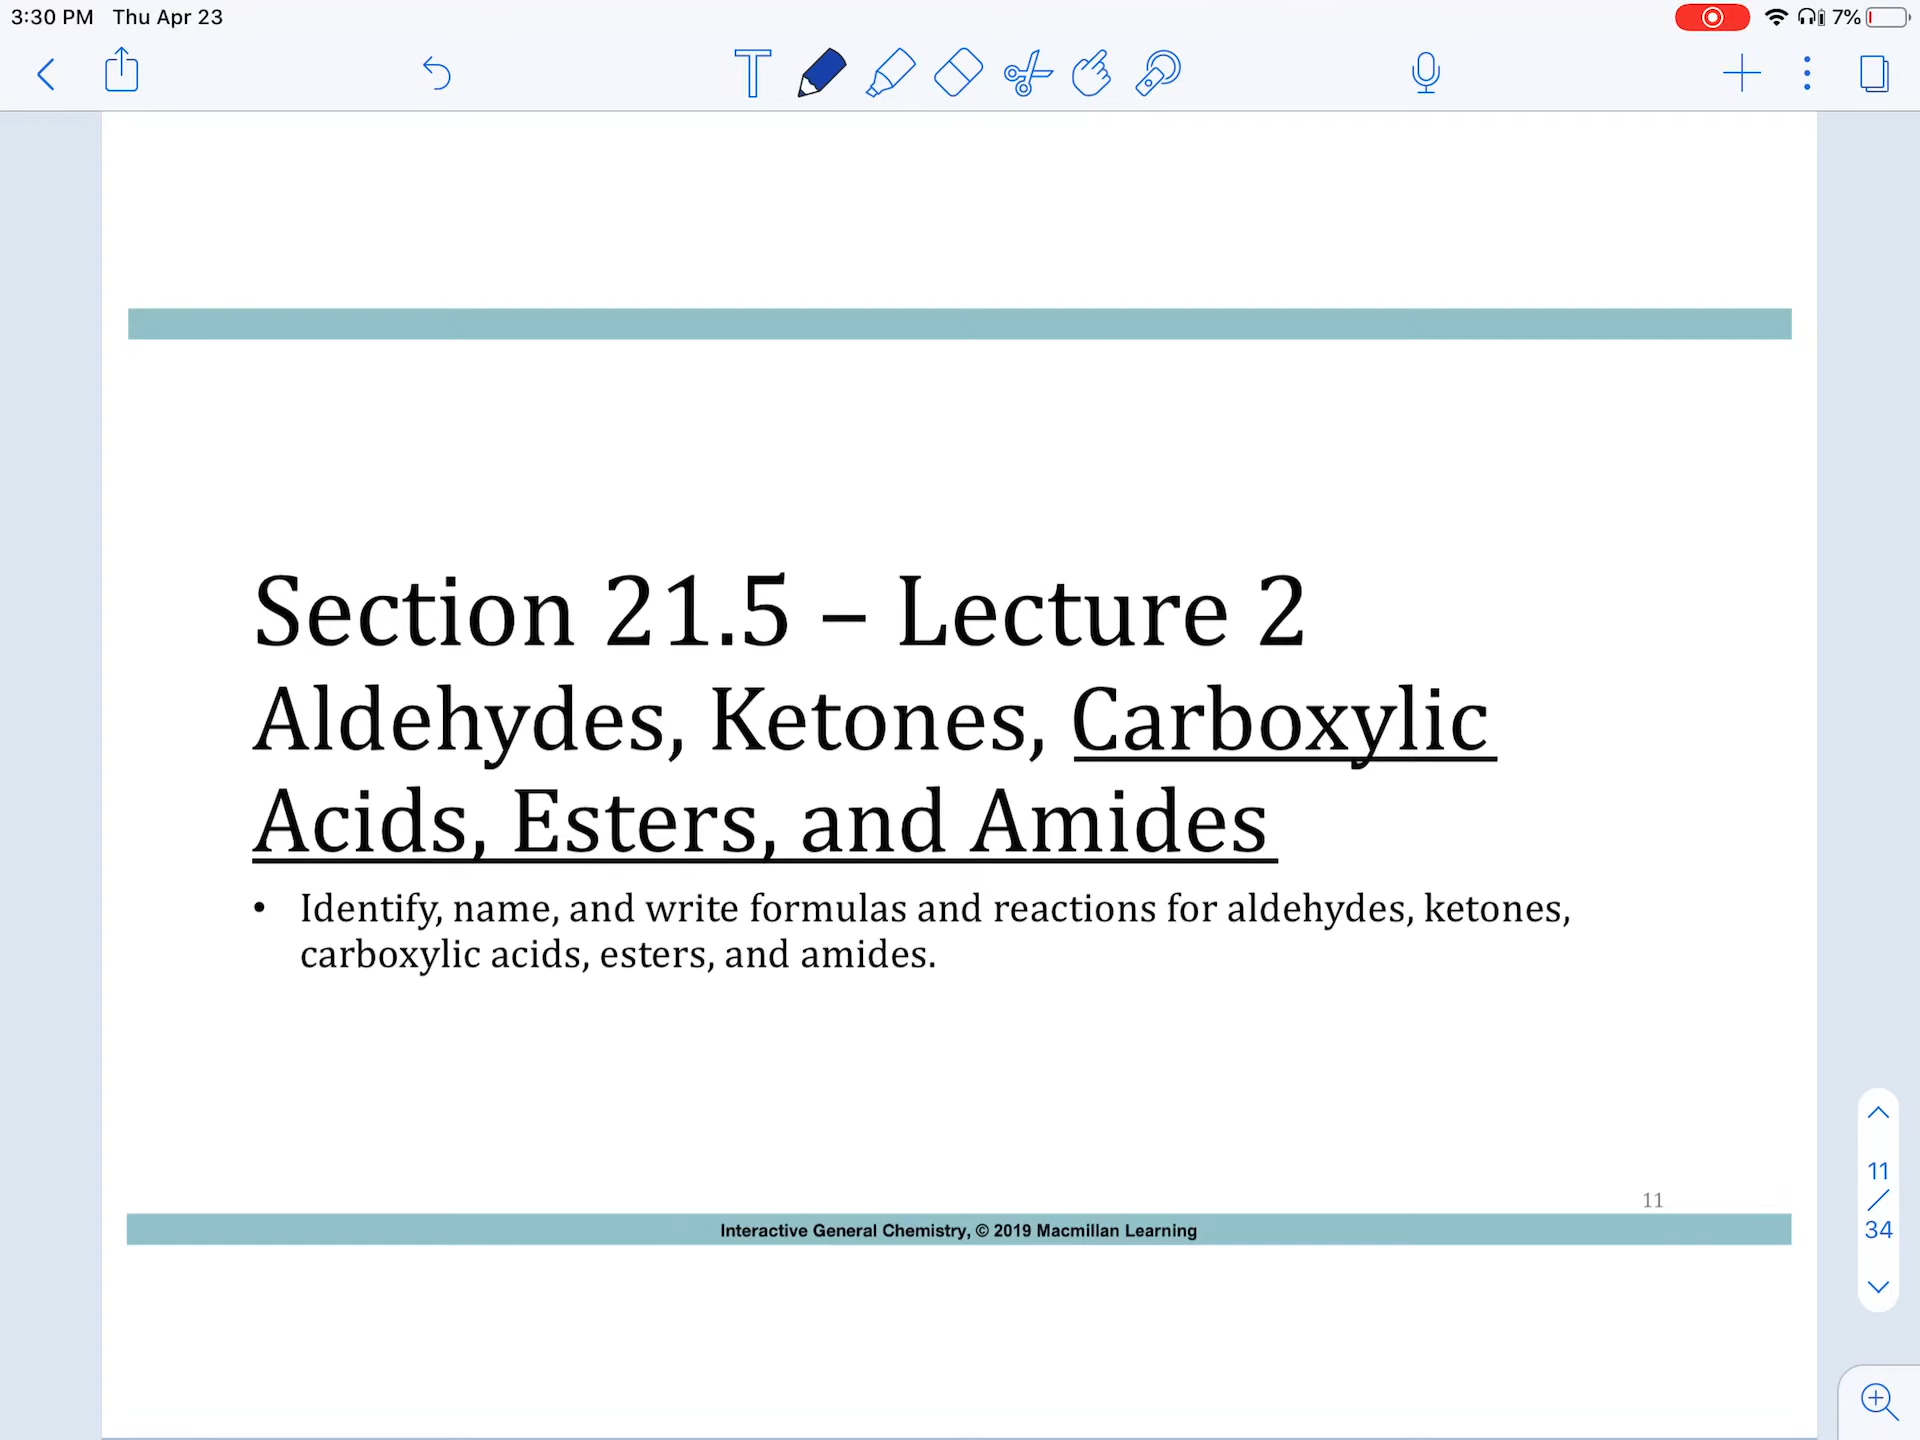 3:30 PM Thu Apr 23
7%
Section 21.5 – Lecture 2
Aldehydes, Ketones, Carboxylic
Acids, Esters, and Amides
• Identify, name, and write formulas and reactions for aldehydes, ketones,
carboxylic acids, esters, and amides.
11
Interactive General Chemistry, © 2019 Macmillan Learning
11
/
34